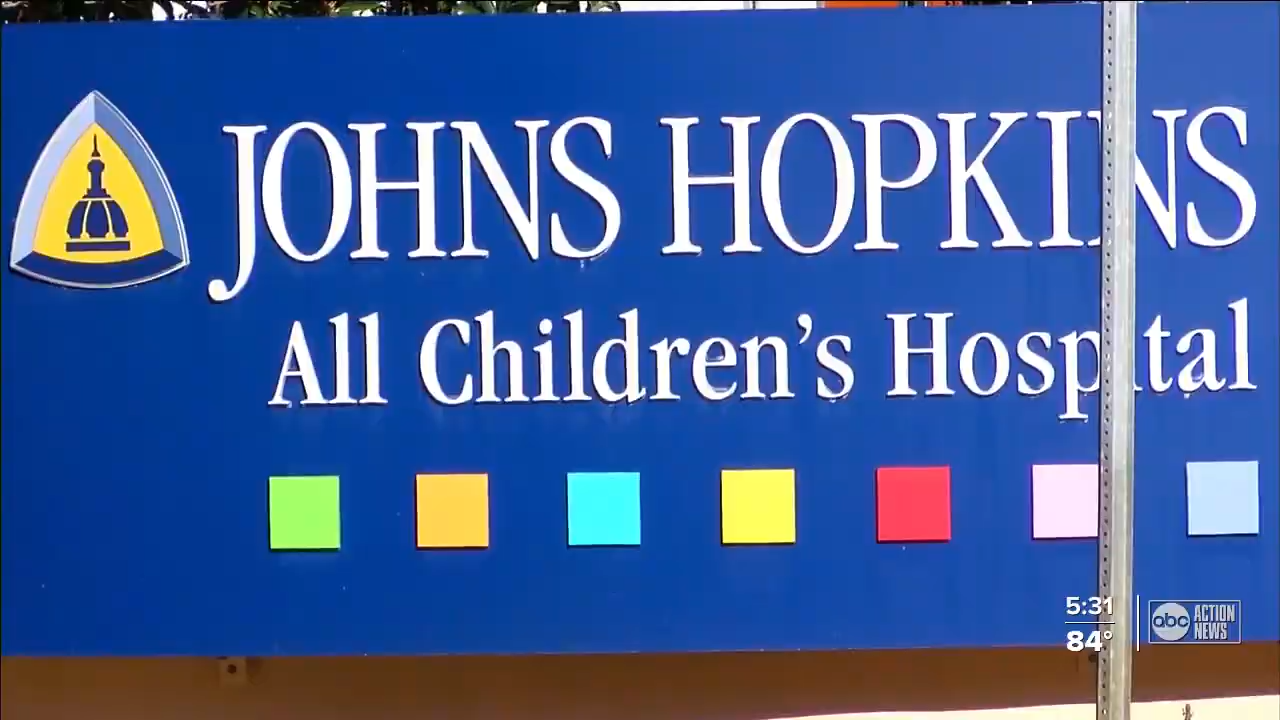 JOHNS HOPKINS
All Children's Hospital
5:31
84°
abc ACTION NEWS